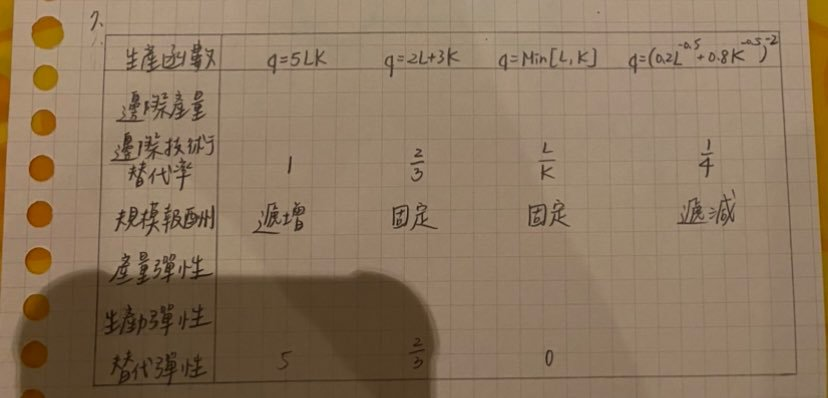 7.
生產函數 q=5LK q=2L+3K q=Min[L,K] q=(0.2L^-0.5+0.8K^-0.5)^-2
邊際產量
邊際技術
替代率 1 2/3 L/K 1/4
規模報酬 遞增 固定 固定 遞減
產量彈性
生產力彈性
替代彈性 5 2/3 0